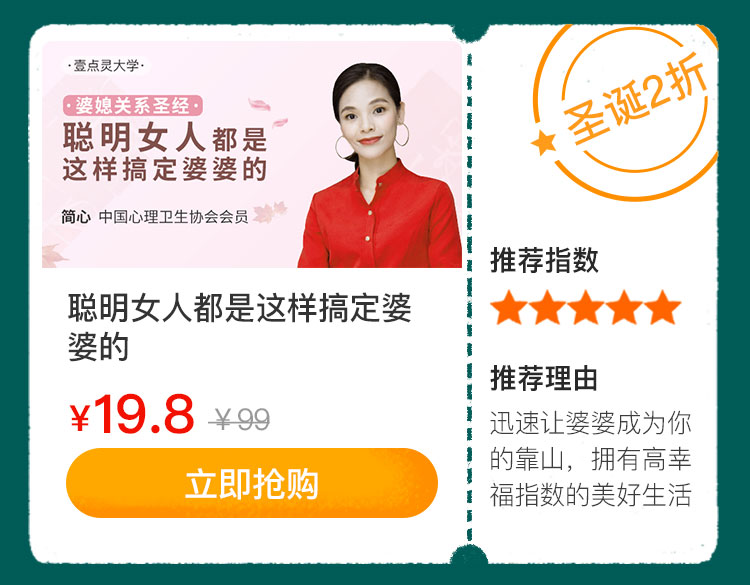 ·壹点灵大学·
·婆媳关系圣经·
聪明女人都是
这样搞定婆婆的
简心 中国心理卫生协会会员
聪明女人都是这样搞定婆
婆的
¥19.8 ¥99
立即抢购
圣诞2折
推荐指数
推荐理由
迅速让婆婆成为你
的靠山，拥有高幸
福指数的美好生活